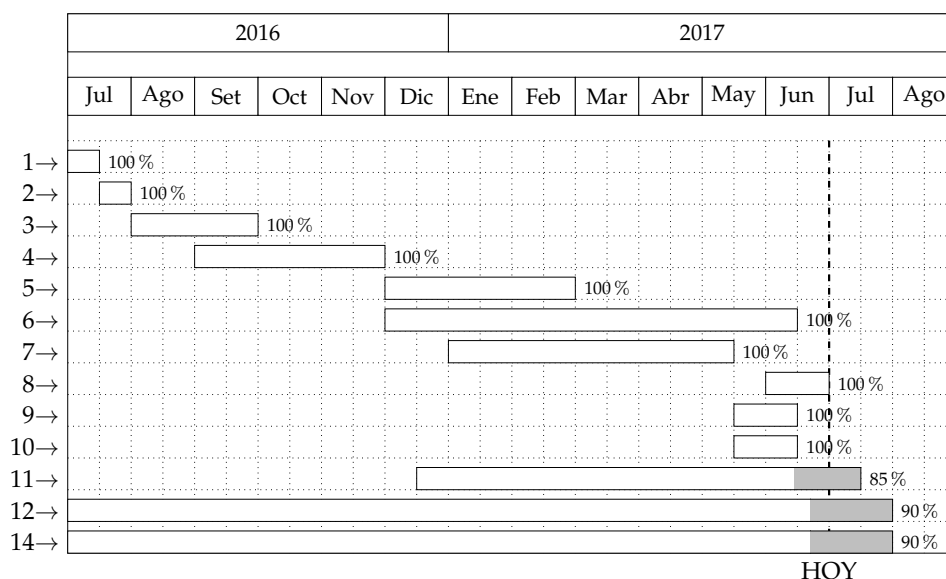 2016 2017
Jul Ago Set Oct Nov Dic Ene Feb Mar Abr May Jun Jul Ago
1→ 100 %
2→ 100 %
3→ 100 %
4→ 100 %
5→ 100 %
6→ 100 %
7→ 100 %
8→ 100 %
9→ 100 %
10→ 100 %
11→ 85 %
12→ 90 %
14→ 90 %
HOY